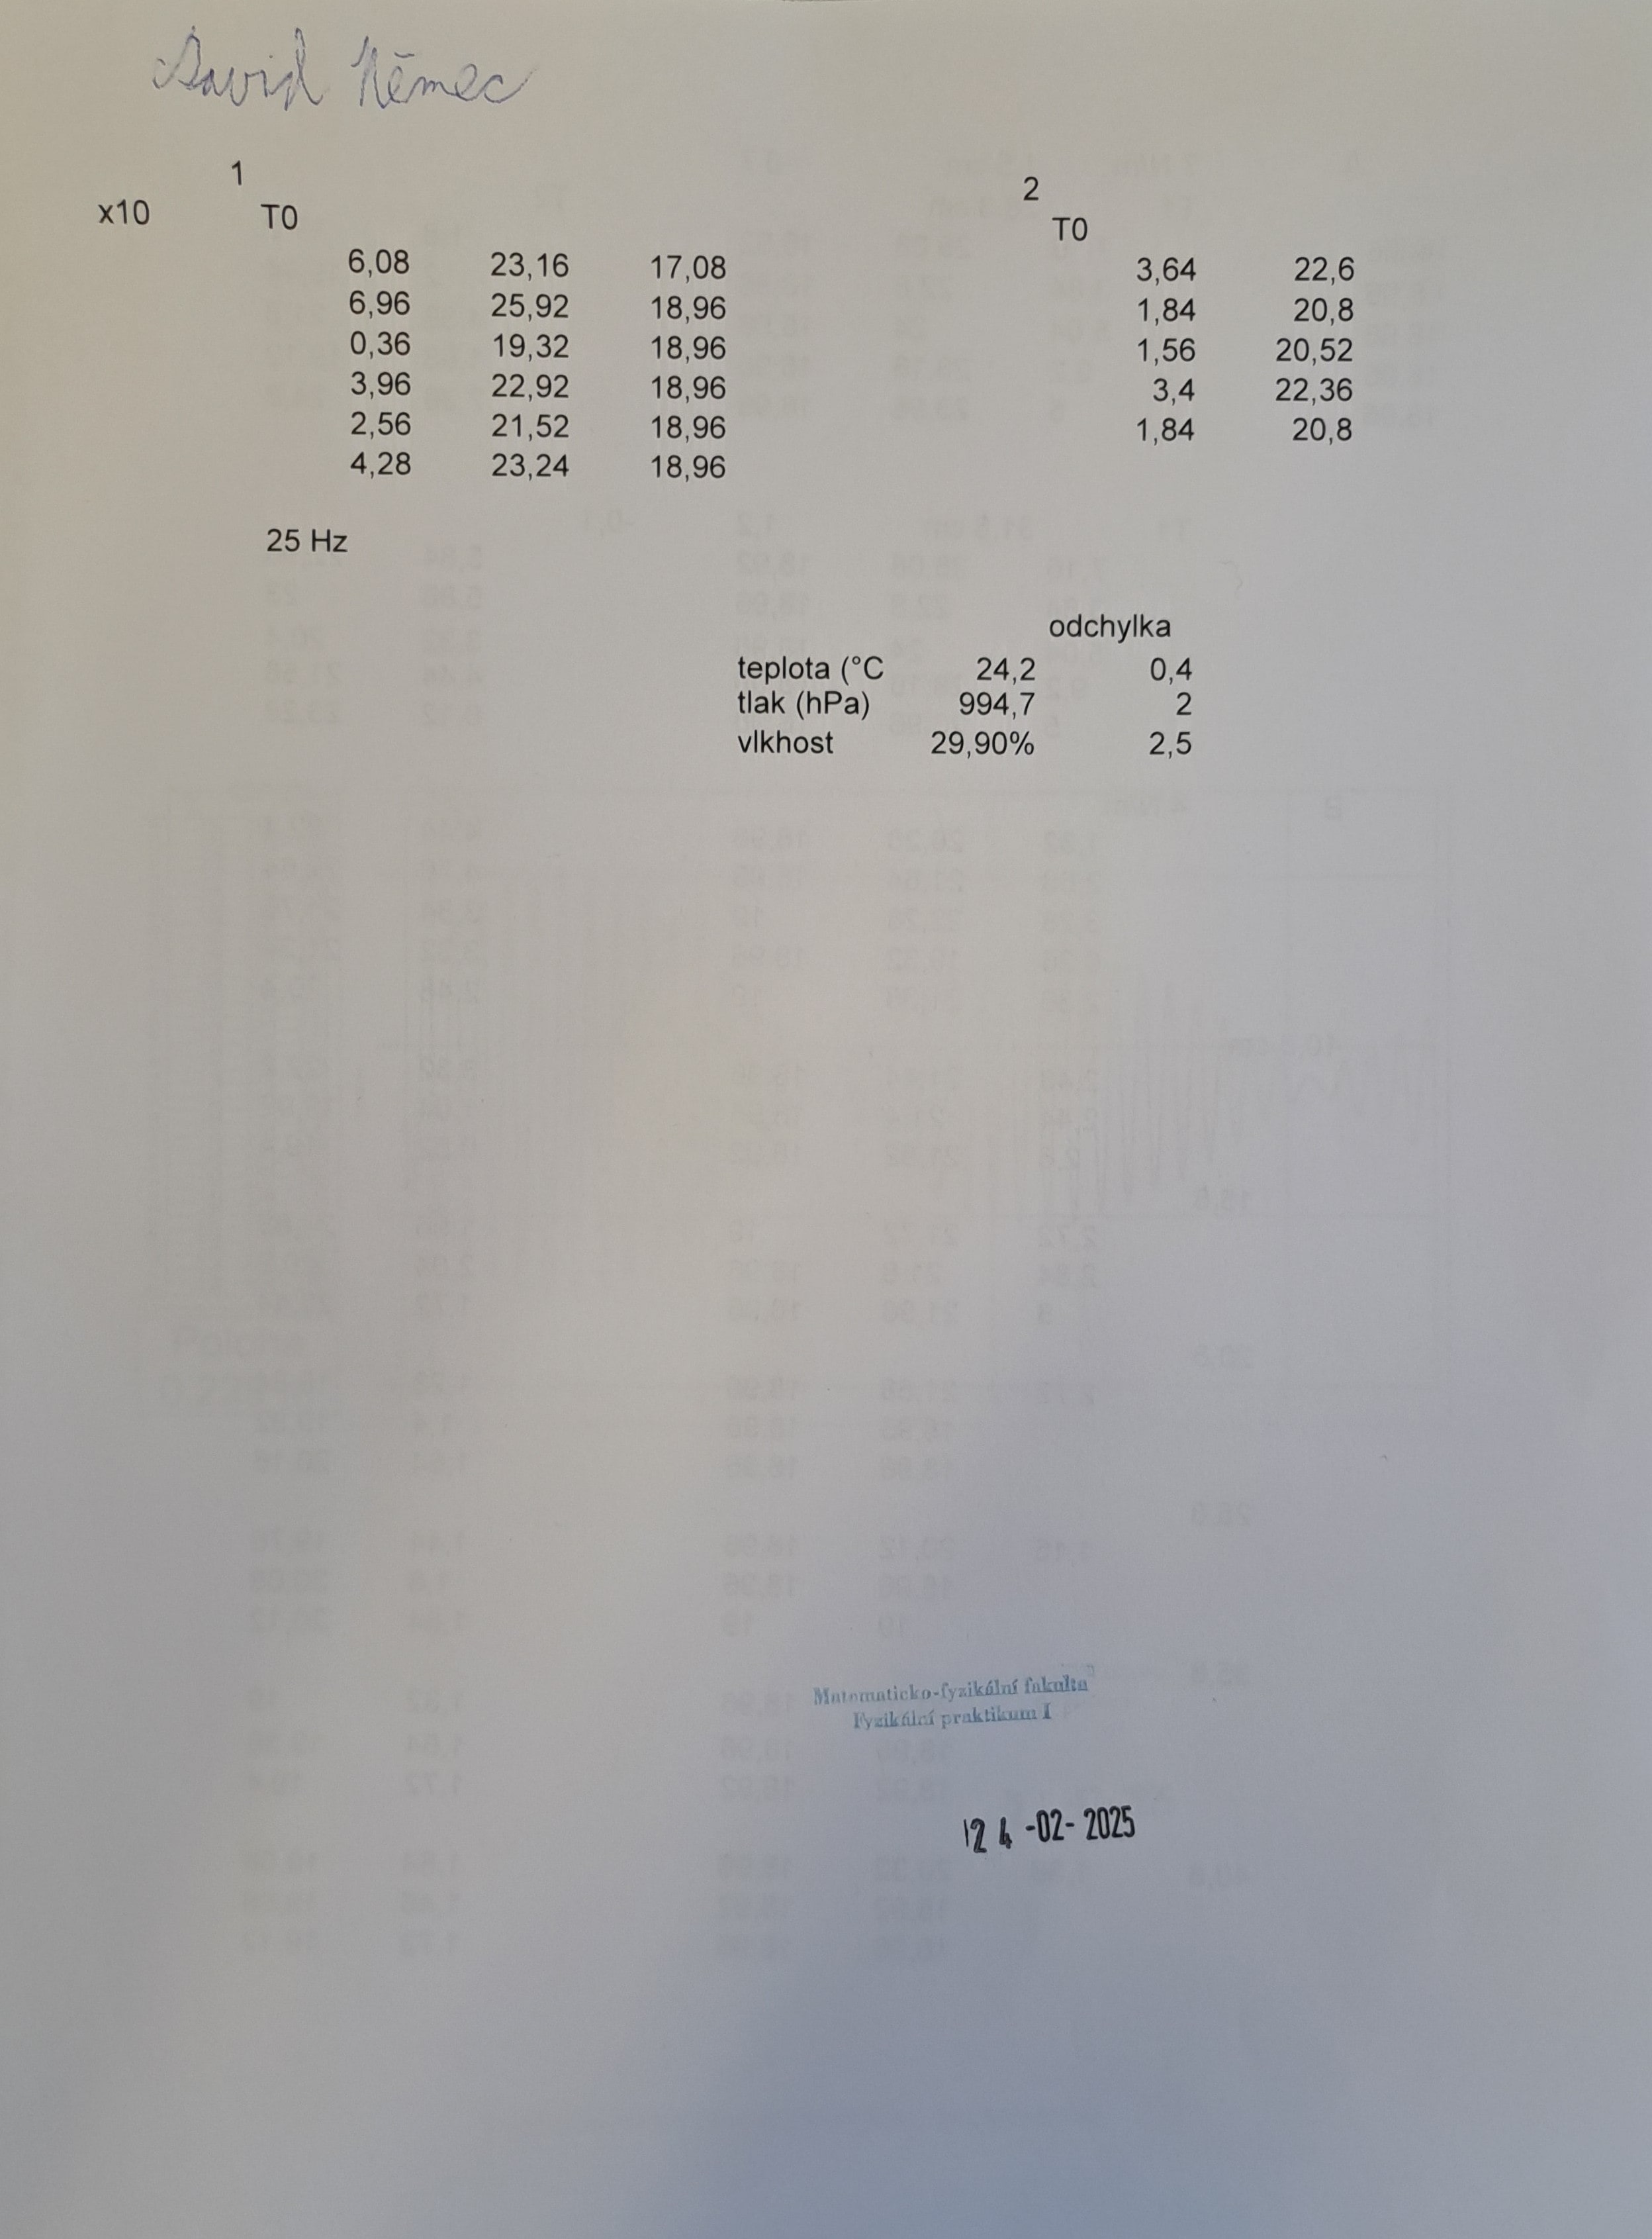 David Němec
1
2
x10 T0
T0
6,08 23,16 17,08 3,64 22,6
6,96 25,92 18,96 1,84 20,8
0,36 19,32 18,96 1,56 20,52
3,96 22,92 18,96 3,4 22,36
2,56 21,52 18,96 1,84 20,8
4,28 23,24 18,96
25 Hz
odchylka
teplota (°C 24,2 0,4
tlak (hPa) 994,7 2
vlkhost 29,90% 2,5
Matematicko-fyzikální fakulta
Fyzikální praktikum I
24 -02- 2025